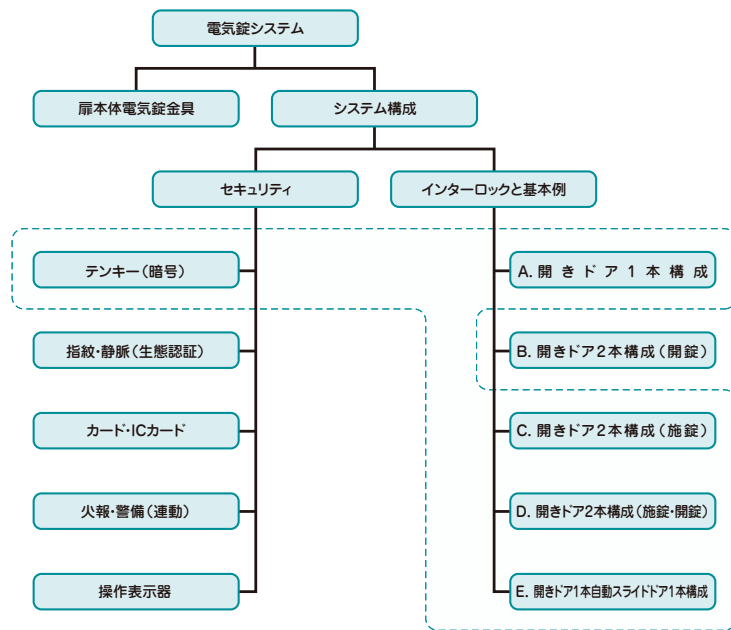 電気錠システム
扉本体電気錠金具
システム構成
セキュリティ
インターロックと基本例
テンキー(暗号)
A. 開きドア1本構成
指紋・静脈(生態認証)
B. 開きドア2本構成(開錠)
カード・ICカード
C. 開きドア2本構成(施錠)
火報・警備(連動)
D. 開きドア2本構成(施錠・開錠)
操作表示器
E. 開きドア1本自動スライドドア1本構成